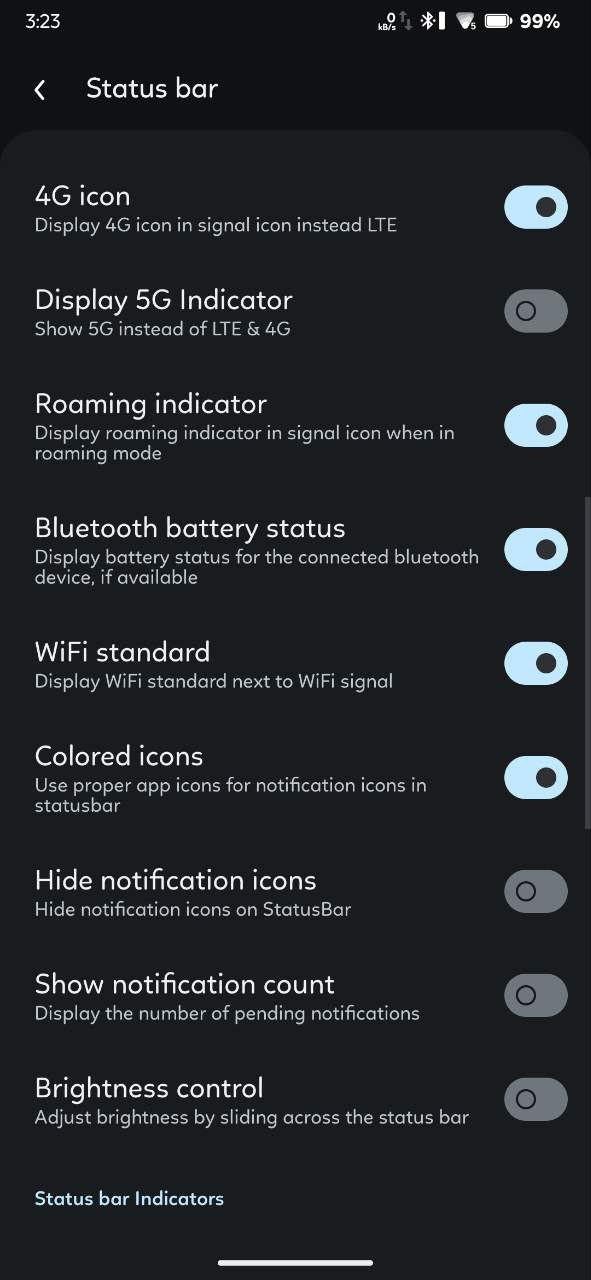 3:23
0
kB/s
5
99%
Status bar
4G icon
Display 4G icon in signal icon instead LTE
Display 5G Indicator
Show 5G instead of LTE & 4G
Roaming indicator
Display roaming indicator in signal icon when in
roaming mode
Bluetooth battery status
Display battery status for the connected bluetooth
device, if available
WiFi standard
Display WiFi standard next to WiFi signal
Colored icons
Use proper app icons for notification icons in
statusbar
Hide notification icons
Hide notification icons on StatusBar
Show notification count
Display the number of pending notifications
Brightness control
Adjust brightness by sliding across the status bar
Status bar Indicators